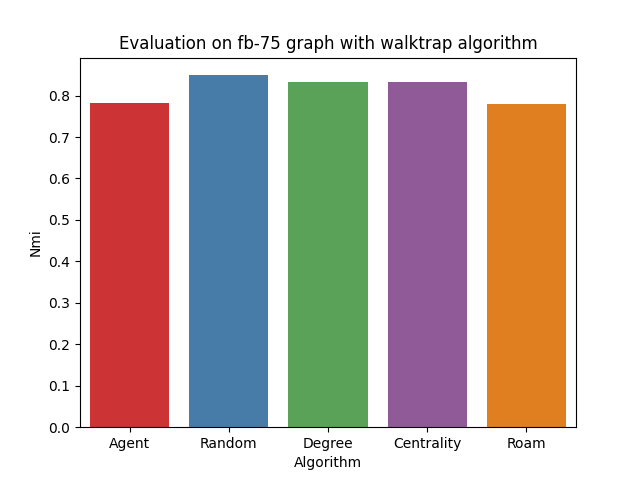 Evaluation on fb-75 graph with walktrap algorithm
Nmi
0.8
0.7
0.6
0.5
0.4
0.3
0.2
0.1
0.0
Agent Random Degree Centrality Roam
Algorithm